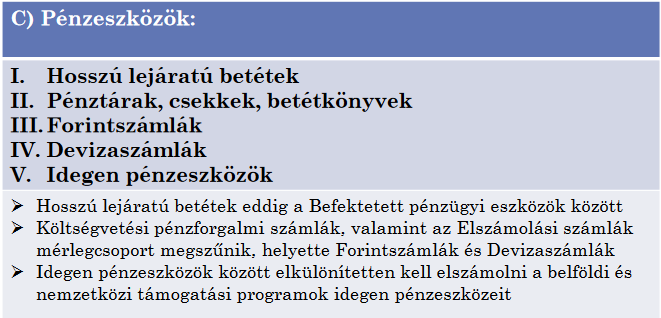 C) Pénzeszközök:
I. Hosszú lejáratú betétek
II. Pénztárak, csekkek, betétkönyvek
III. Forintszámlák
IV. Devizaszámlák
V. Idegen pénzeszközök
➢ Hosszú lejáratú betétek eddig a Befektetett pénzügyi eszközök között
➢ Költségvetési pénzforgalmi számlák, valamint az Elszámolási számlák
mérlegcsoport megszűnik, helyette Forintszámlák és Devizaszámlák
➢ Idegen pénzeszközök között elkülönítetten kell elszámolni a belföldi és
nemzetközi támogatási programok idegen pénzeszközeit